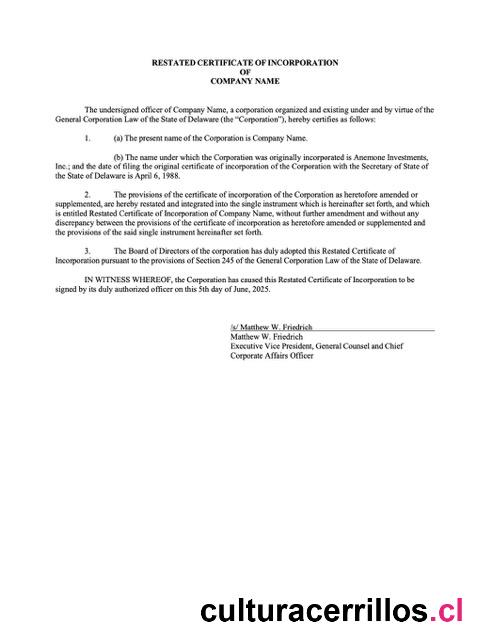 RESTATED CERTIFICATE OF INCORPORATION
OF
COMPANY NAME
The undersigned officer of Company Name, a corporation organized and existing under and by virtue of the
General Corporation Law of the State of Delaware (the “Corporation”), hereby certifies as follows:
1. (a) The present name of the Corporation is Company Name.
(b) The name under which the Corporation was originally incorporated is Anemone Investments,
Inc.; and the date of filing the original certificate of incorporation of the Corporation with the Secretary of State of
the State of Delaware is April 6, 1988.
2. The provisions of the certificate of incorporation of the Corporation as heretofore amended or
supplemented, are hereby restated and integrated into the single instrument which is hereinafter set forth, and which
is entitled Restated Certificate of Incorporation of Company Name, without further amendment and without any
discrepancy between the provisions of the certificate of incorporation as heretofore amended or supplemented and
the provisions of the said single instrument hereinafter set forth.
3. The Board of Directors of the corporation has duly adopted this Restated Certificate of
Incorporation pursuant to the provisions of Section 245 of the General Corporation Law of the State of Delaware.
IN WITNESS WHEREOF, the Corporation has caused this Restated Certificate of Incorporation to be
signed by its duly authorized officer on this 5th day of June, 2025.
/s/ Matthew W. Friedrich
Matthew W. Friedrich
Executive Vice President, General Counsel and Chief
Corporate Affairs Officer
culturacerrillos.cl